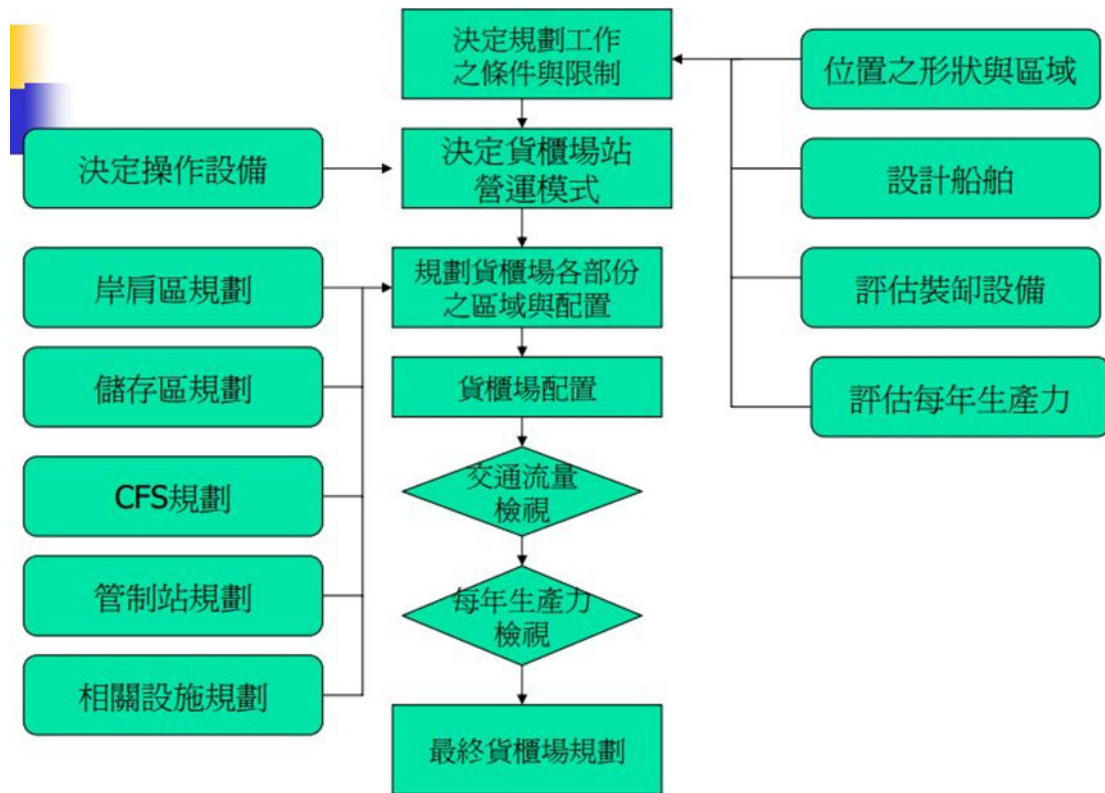 決定規劃工作
之條件與限制
位置之形狀與區域
決定操作設備
決定貨櫃場站
營運模式
設計船舶
岸肩區規劃
規劃貨櫃場各部份
之區域與配置
評估裝卸設備
儲存區規劃
貨櫃場配置
評估每年生產力
交通流量
檢視
CFS規劃
管制站規劃
每年生產力
檢視
相關設施規劃
最終貨櫃場規劃